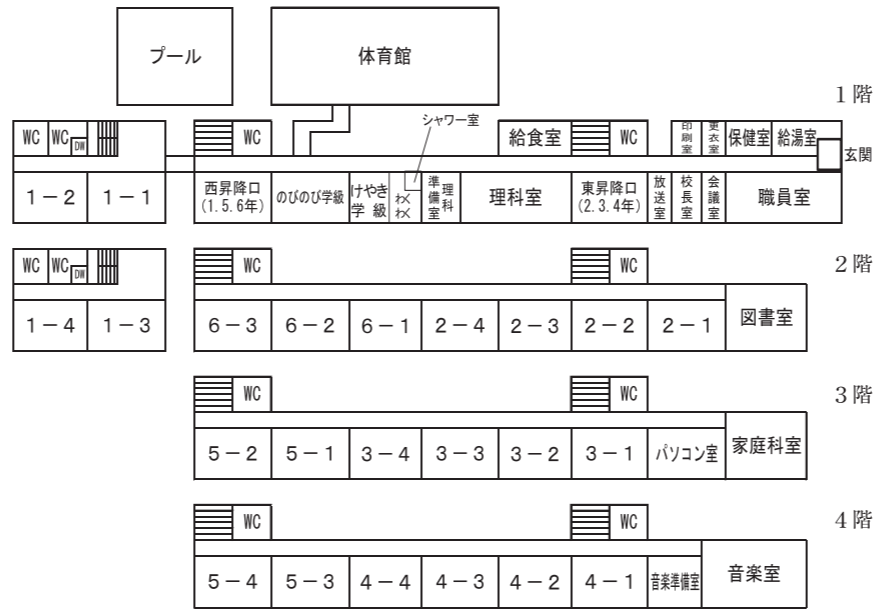 プール
体育館
1階
シャワー室
WC
WC
DW
WC
給食室
WC
印刷室
更衣室
保健室
給湯室
玄関
1－2
1－1
西昇降口
(1.5.6年)
のびのび学級
けやき
学級
わくわく
準備室
理科
理科室
東昇降口
(2.3.4年)
放送室
校長室
会議室
職員室
2階
WC
WC
DW
WC
WC
1－4
1－3
6－3
6－2
6－1
2－4
2－3
2－2
2－1
図書室
3階
WC
WC
5－2
5－1
3－4
3－3
3－2
3－1
パソコン室
家庭科室
4階
WC
WC
5－4
5－3
4－4
4－3
4－2
4－1
音楽準備室
音楽室